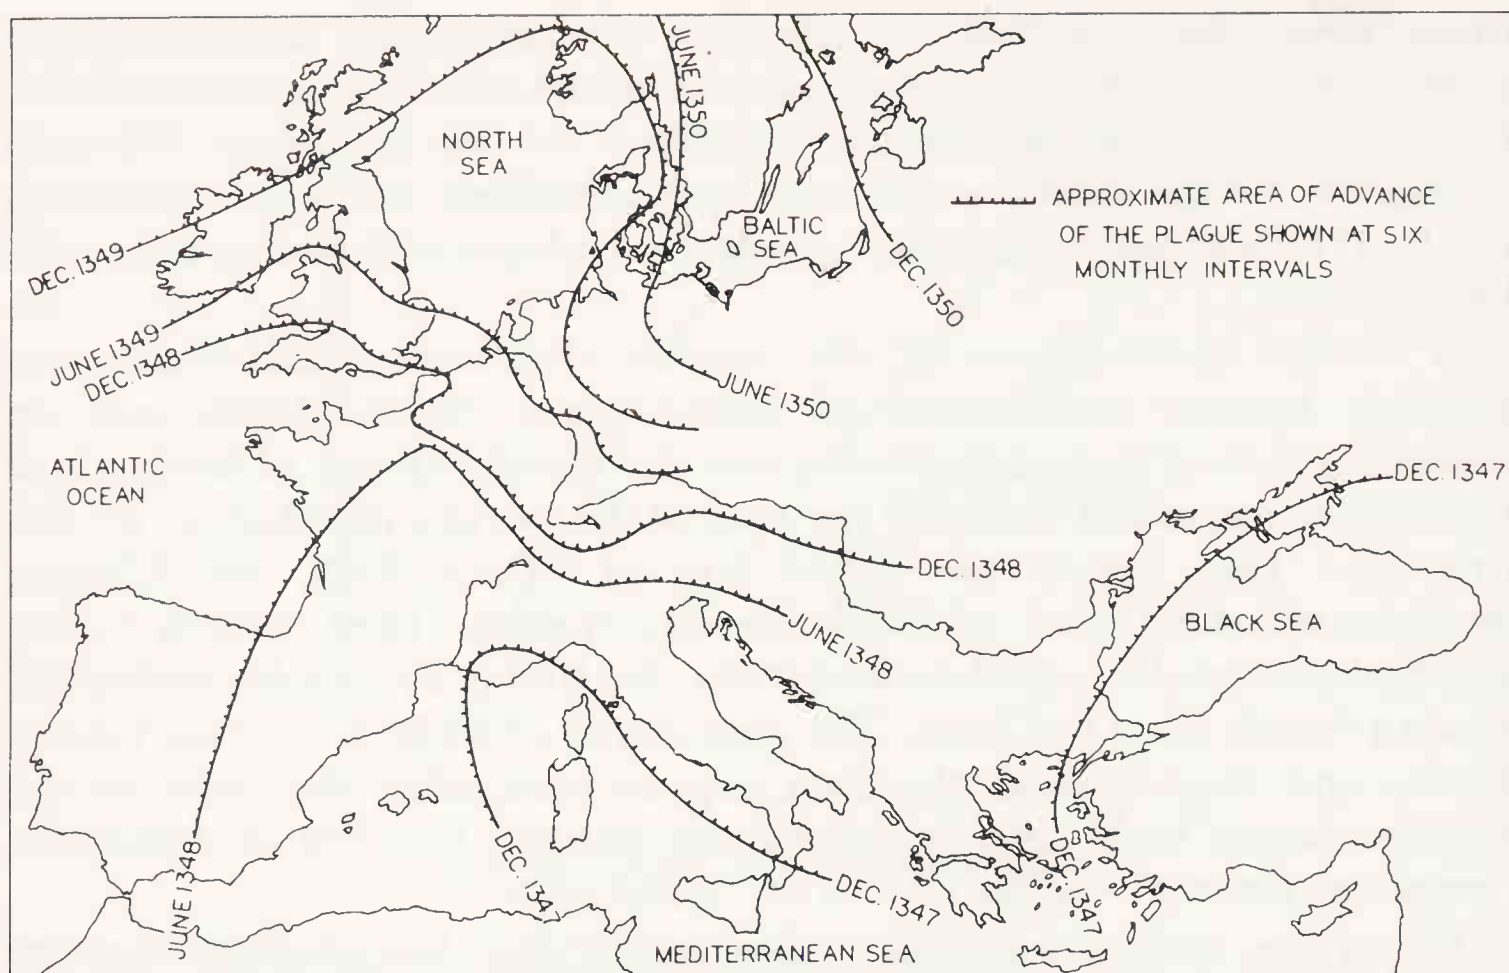 JUNE 1350
NORTH
SEA
APPROXIMATE AREA OF ADVANCE
OF THE PLAGUE SHOWN AT SIX
MONTHLY INTERVALS
BALTIC
SEA
DEC. 1349
DEC. 1350
JUNE 1349
DEC. 1348
JUNE 1350
ATLANTIC
OCEAN
DEC. 1347
DEC. 1348
BLACK SEA
JUNE 1348
JUNE 1348
DEC. 1347
DEC. 1347
DEC. 1347
MEDITERRANEAN SEA